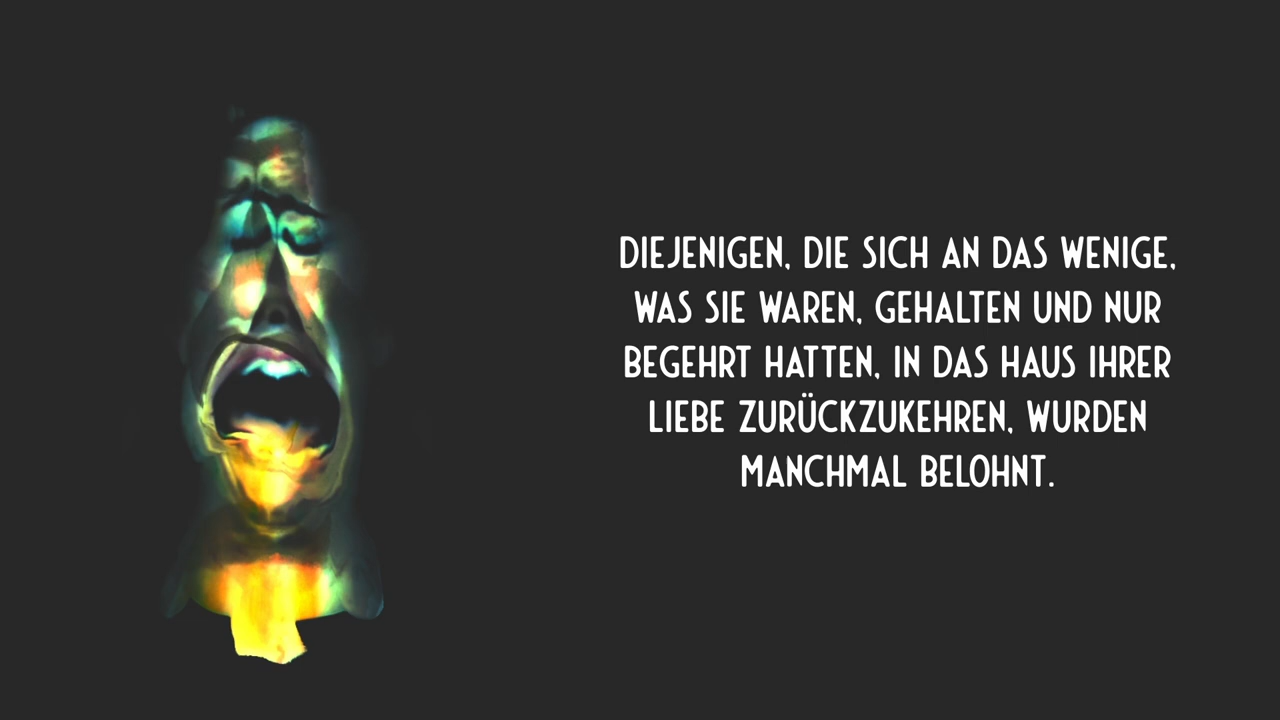 DIEJENIGEN, DIE SICH AN DAS WENIGE,
WAS SIE WAREN, GEHALTEN UND NUR
BEGEHRT HATTEN, IN DAS HAUS IHRER
LIEBE ZURÜCKZUKEHREN, WURDEN
MANCHMAL BELOHNT.